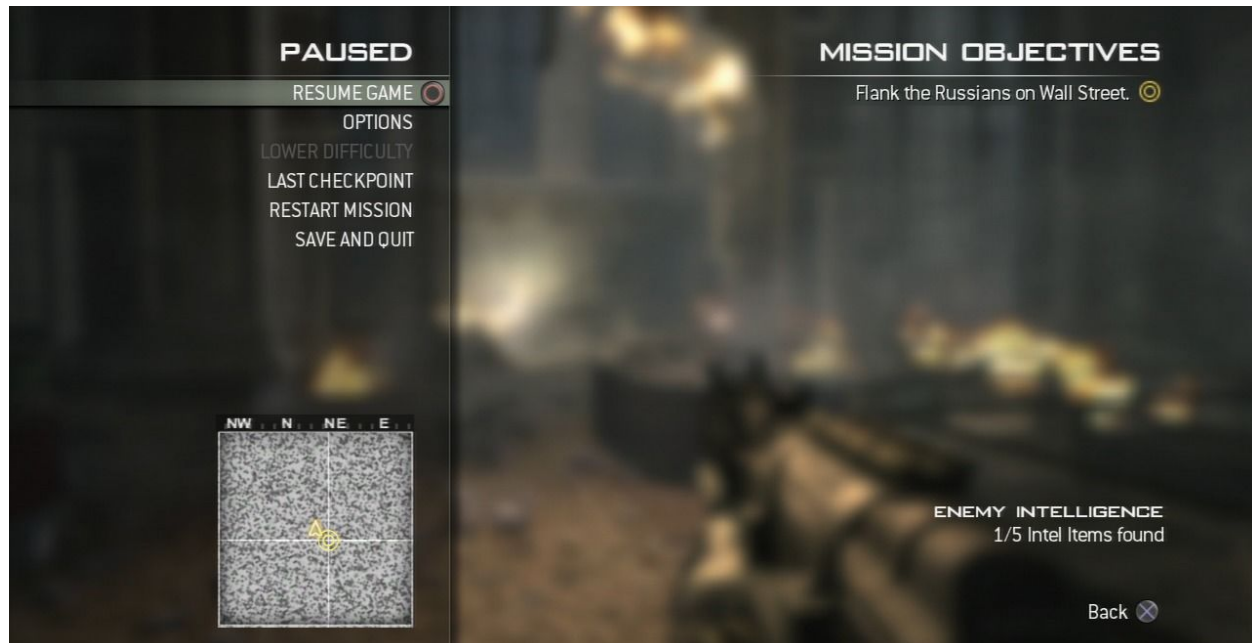 PAUSED
RESUME GAME
OPTIONS
LOWER DIFFICULTY
LAST CHECKPOINT
RESTART MISSION
SAVE AND QUIT
NW N NE E
MISSION OBJECTIVES
Flank the Russians on Wall Street.
ENEMY INTELLIGENCE
1/5 Intel Items found
Back